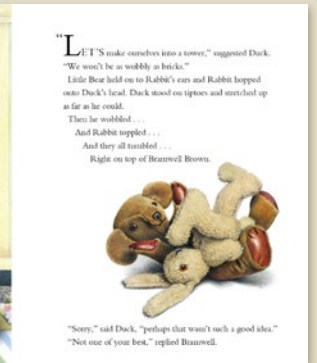 "LET'S make ourselves into a tower," suggested Duck.
"We won't be as wobbly as bricks."
Little Bear held on to Rabbit's ears and Rabbit hopped
onto Duck's head. Duck stood on tiptoes and stretched up
as far as he could.
Then he wobbled . . .
And Rabbit toppled . . .
And they all tumbled . . .
Right on top of Bramwell Brown.
"Sorry," said Duck, "perhaps that wasn't such a good idea."
"Not one of your best," replied Bramwell.